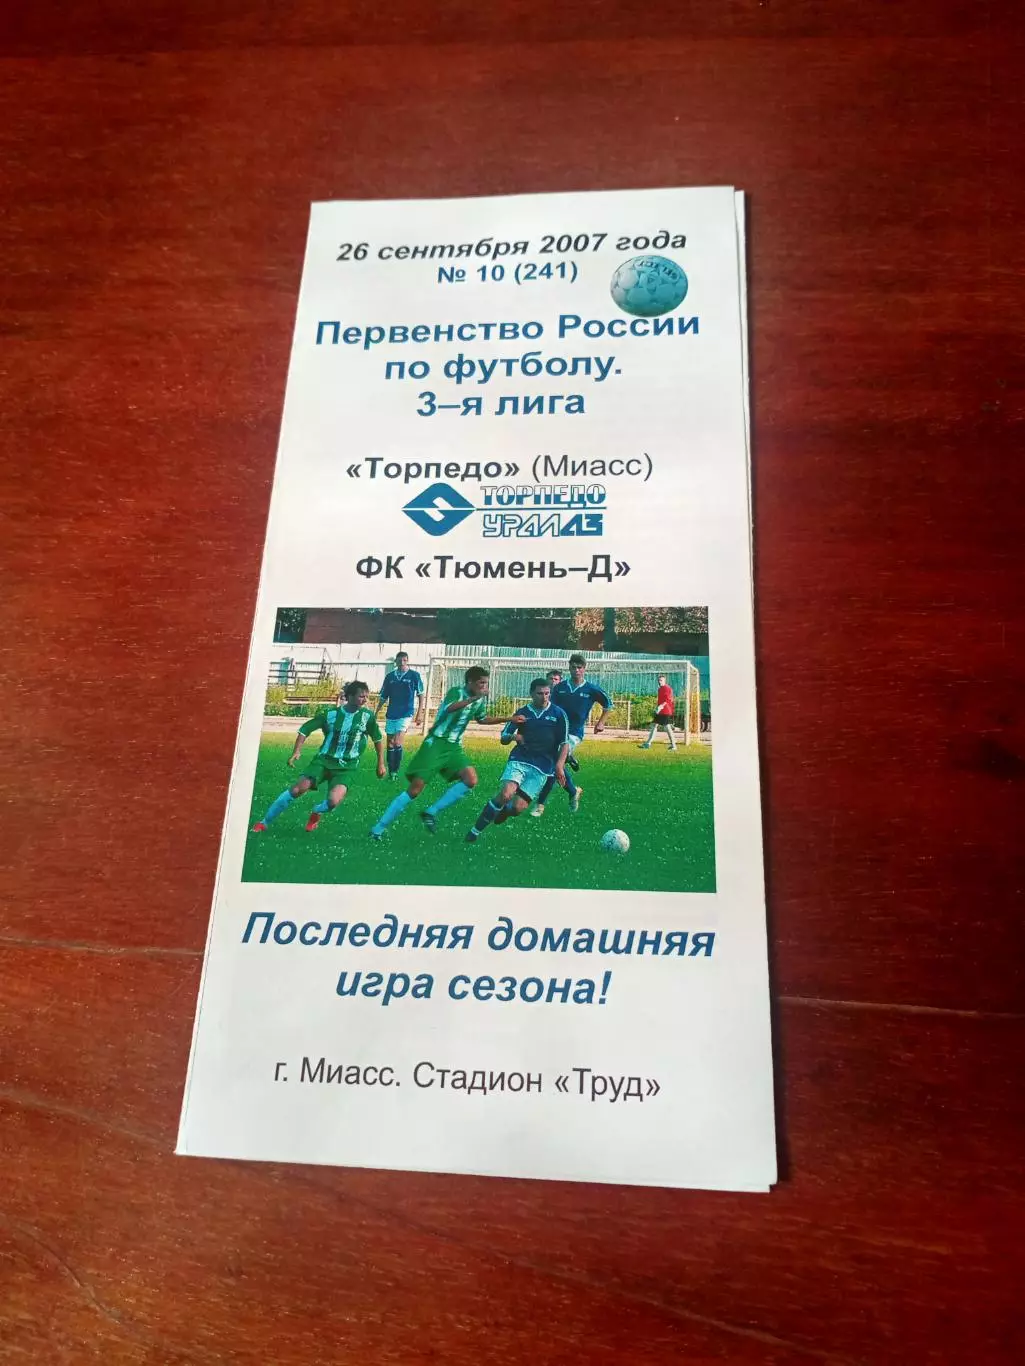 26 сентября 2007 года
№ 10 (241)
SELECT
Первенство России
по футболу.
3–я лига
«Торпедо» (Миасс)
ТОРПЕДО
УРАЛАЗ
ФК «Тюмень–Д»
Последняя домашняя
игра сезона!
г. Миасс. Стадион «Труд»